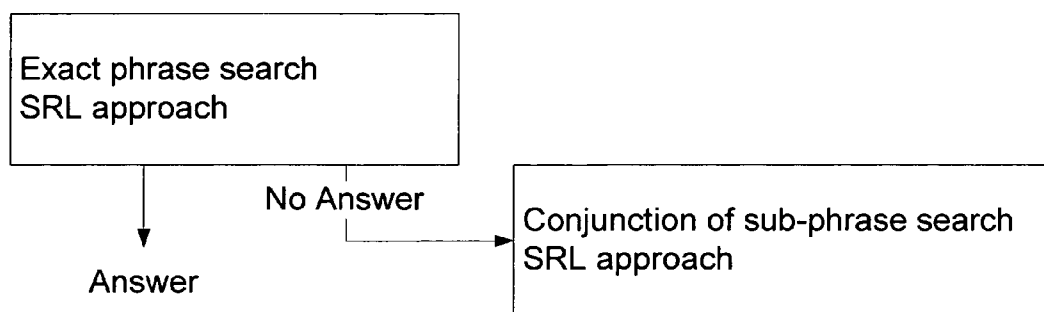 Exact phrase search
SRL approach
No Answer
Answer
Conjunction of sub-phrase search
SRL approach